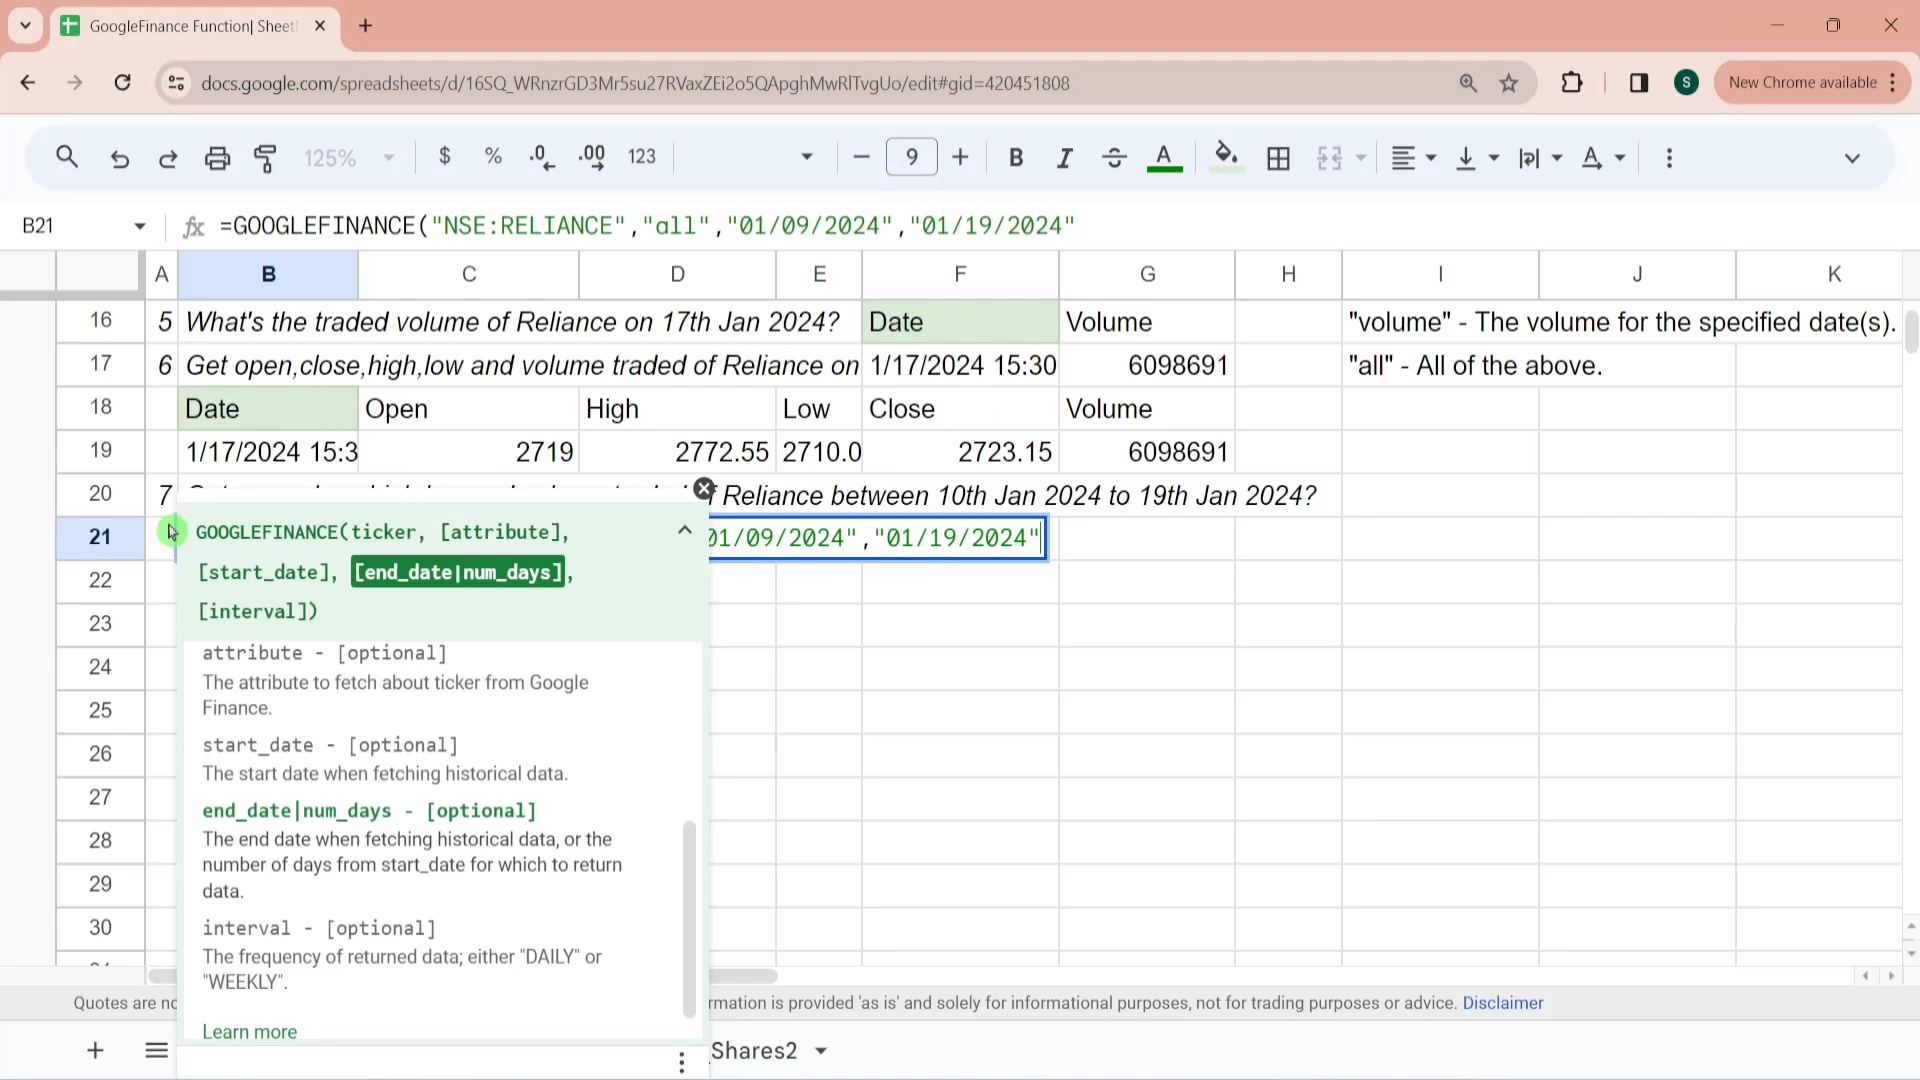 GoogleFinance Function| Sheet
docs.google.com/spreadsheets/d/16SQ_WRnzrGD3Mr5su27RVaxZEi2o5QApghMwRlTvgUo/edit#gid=420451808
S
New Chrome available
125%
$ % .0 .00 123
9
B I A
B21
fx =GOOGLEFINANCE("NSE:RELIANCE","all","01/09/2024","01/19/2024"
A B C D E F G H I J K
16 5 What's the traded volume of Reliance on 17th Jan 2024? Date Volume "volume" - The volume for the specified date(s).
17 6 Get open,close,high,low and volume traded of Reliance on 1/17/2024 15:30 6098691 "all" - All of the above.
18 Date Open High Low Close Volume
19 1/17/2024 15:3 2719 2772.55 2710.0 2723.15 6098691
20 7 Reliance between 10th Jan 2024 to 19th Jan 2024?
21 01/09/2024","01/19/2024"
22
23
24
25
26
27
28
29
30
GOOGLEFINANCE(ticker, [attribute],
[start_date], [end_date|num_days],
[interval])
attribute - [optional]
The attribute to fetch about ticker from Google
Finance.
start_date - [optional]
The start date when fetching historical data.
end_date|num_days - [optional]
The end date when fetching historical data, or the
number of days from start_date for which to return
data.
interval - [optional]
The frequency of returned data; either "DAILY" or
"WEEKLY".
Learn more
Quotes are no rmation is provided 'as is' and solely for informational purposes, not for trading purposes or advice. Disclaimer
_Shares2